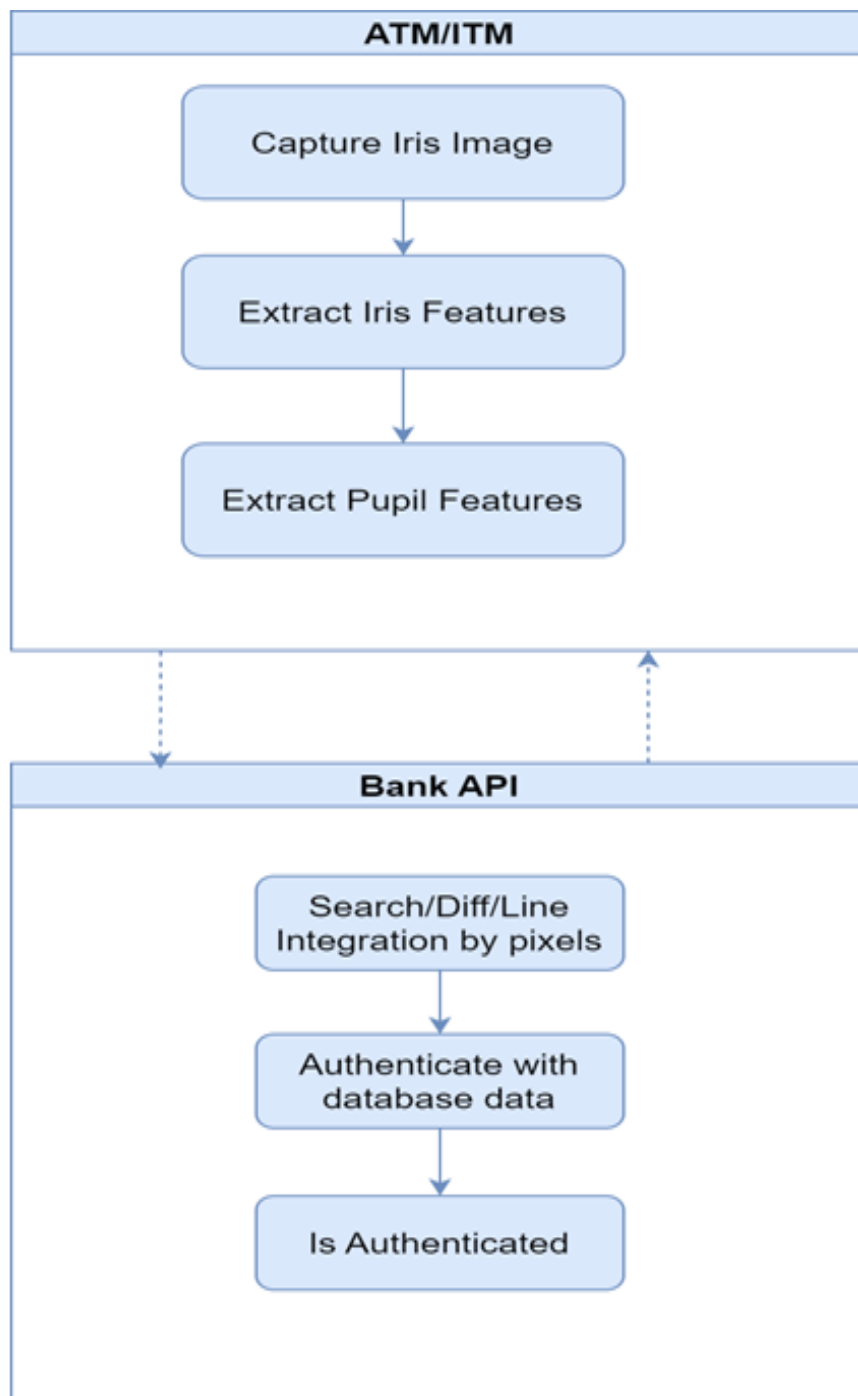 ATM/ITM
Capture Iris Image
Extract Iris Features
Extract Pupil Features
Bank API
Search/Diff/Line
Integration by pixels
Authenticate with
database data
Is Authenticated